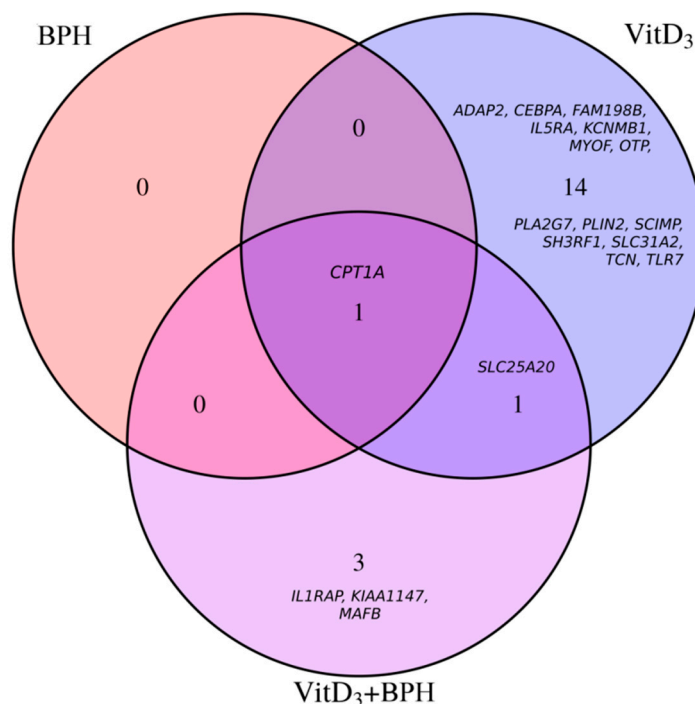 BPH
VitD₃
ADAP2, CEBPA, FAM198B,
IL5RA, KCNMB1,
MYOF, OTP,
0
0
14
PLA2G7, PLIN2, SCIMP,
SH3RF1, SLC31A2,
TCN, TLR7
CPT1A
1
SLC25A20
0
1
3
IL1RAP, KIAA1147,
MAFB
VitD₃+BPH